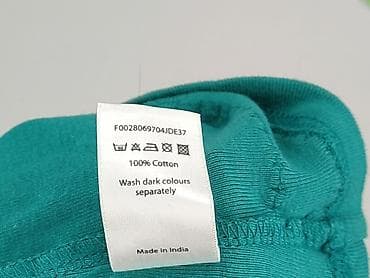 F0028069704JDE37
100% Cotton
Wash dark colours
separately
Made in India